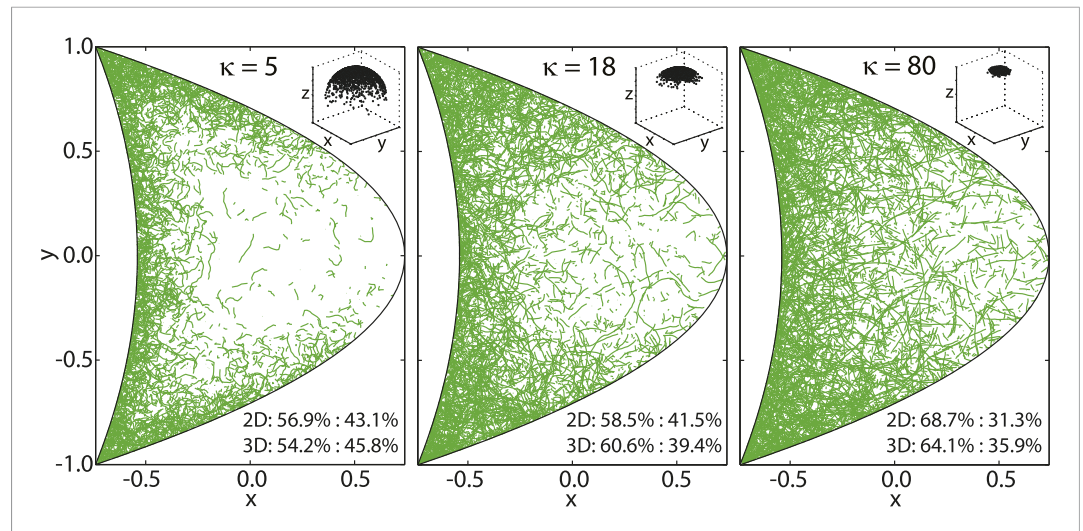 κ = 5
z
x
y
κ = 18
z
x
y
κ = 80
z
x
y
1.0
0.5
0.0
-0.5
-1.0
y
2D: 56.9% : 43.1%
3D: 54.2% : 45.8%
2D: 58.5% : 41.5%
3D: 60.6% : 39.4%
2D: 68.7% : 31.3%
3D: 64.1% : 35.9%
-0.5 0.0 0.5
x
-0.5 0.0 0.5
x
-0.5 0.0 0.5
x